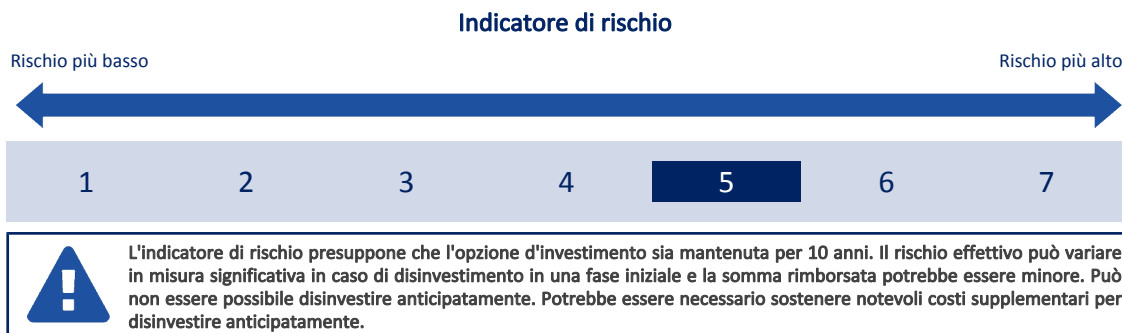 Indicatore di rischio
Rischio più basso
Rischio più alto
1 2 3 4 5 6 7
L'indicatore di rischio presuppone che l'opzione d'investimento sia mantenuta per 10 anni. Il rischio effettivo può variare
in misura significativa in caso di disinvestimento in una fase iniziale e la somma rimborsata potrebbe essere minore. Può
non essere possibile disinvestire anticipatamente. Potrebbe essere necessario sostenere notevoli costi supplementari per
disinvestire anticipatamente.